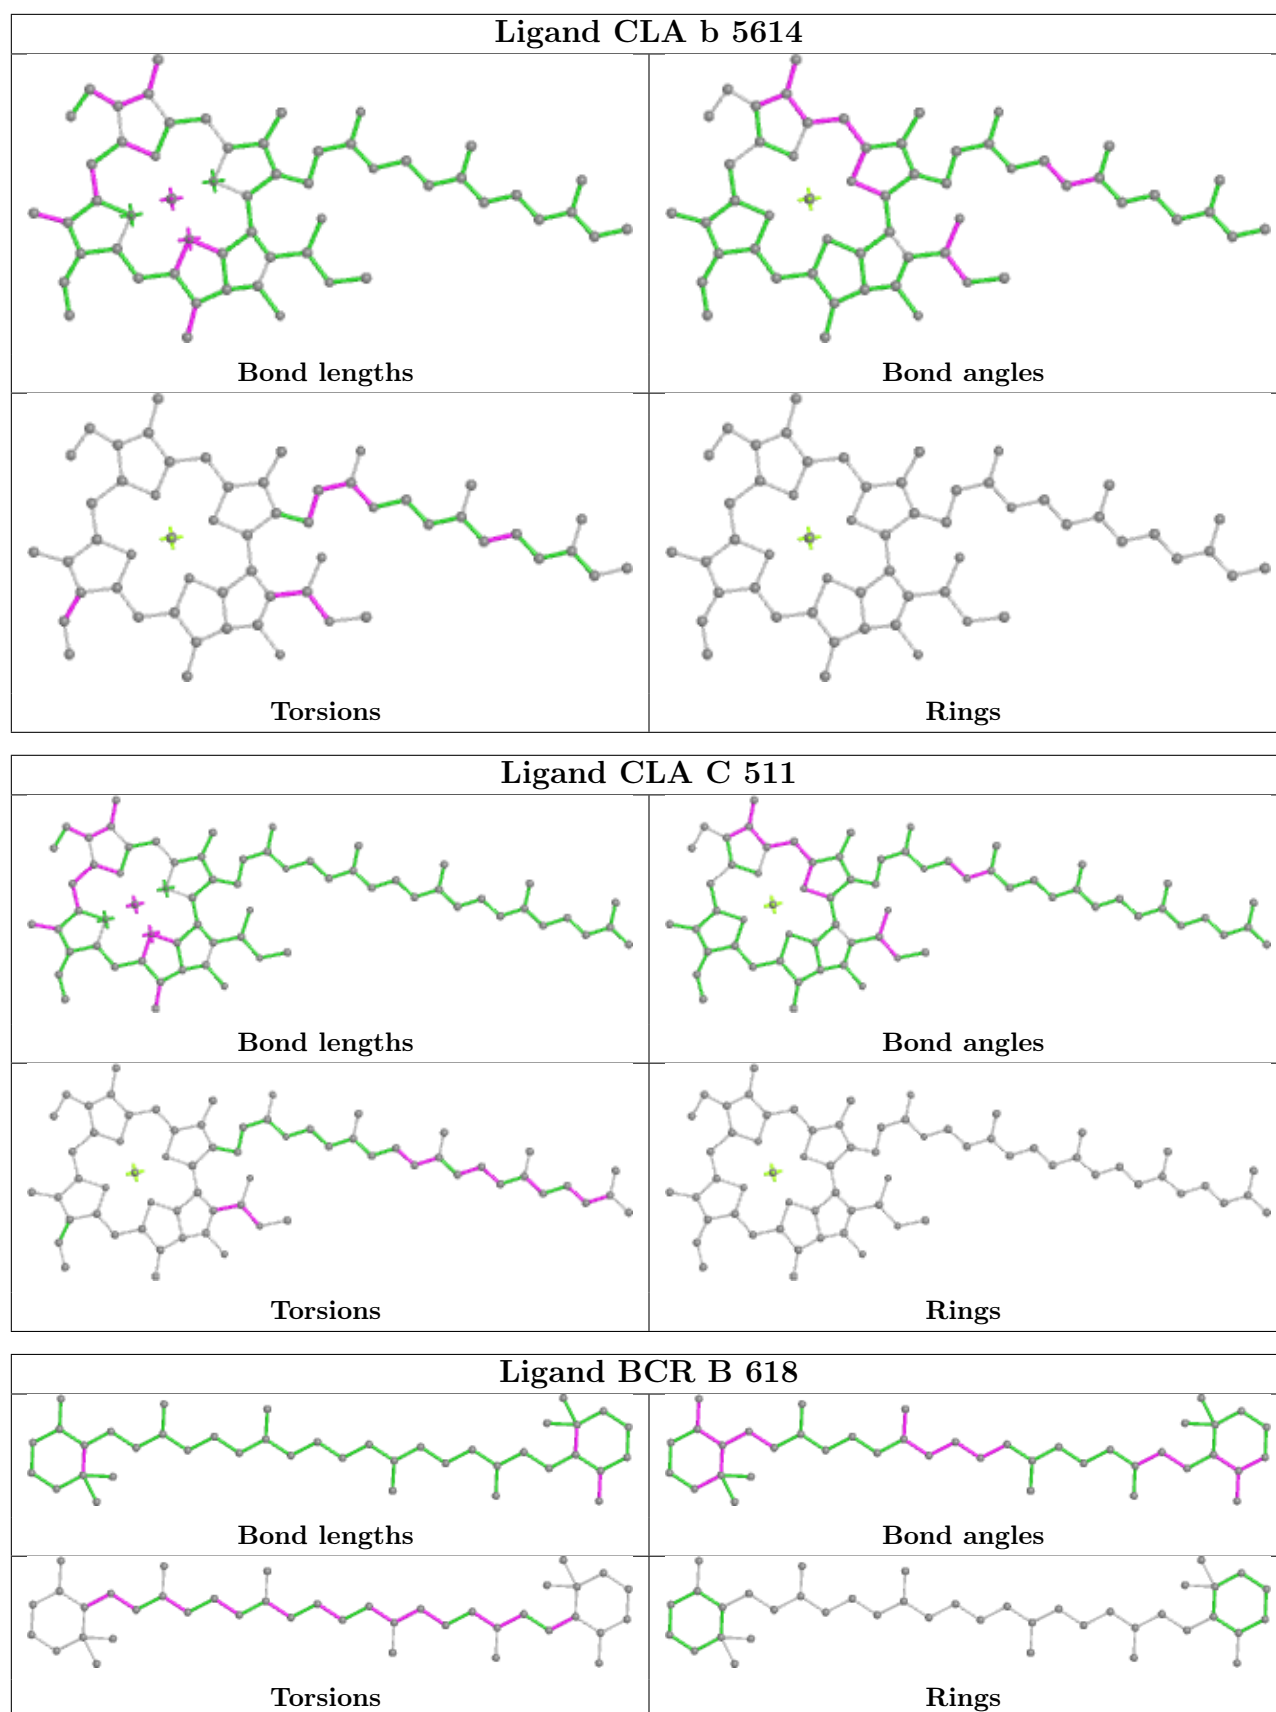 Ligand CLA b 5614
Bond lengths
Bond angles
Torsions
Rings
Ligand CLA C 511
Bond lengths
Bond angles
Torsions
Rings
Ligand BCR B 618
Bond lengths
Bond angles
Torsions
Rings